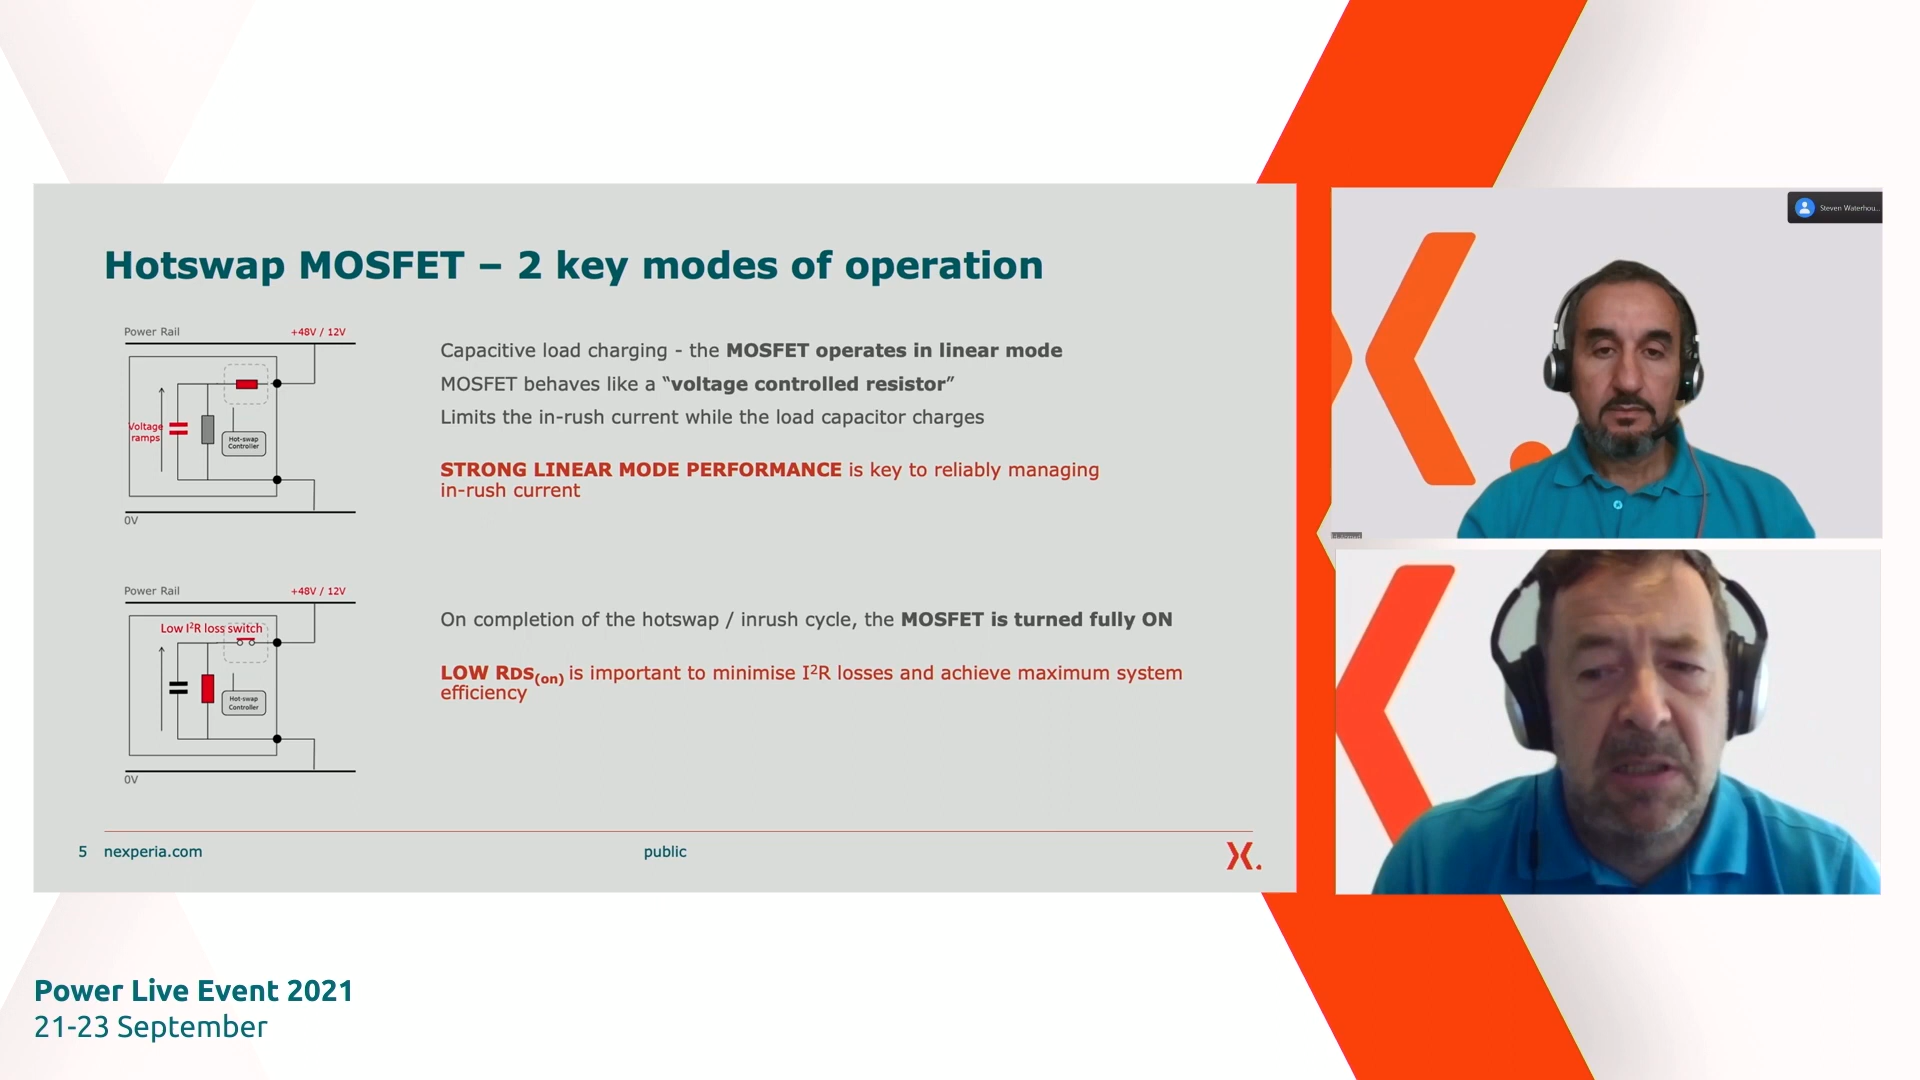 Steven Waterhou...
Hotswap MOSFET – 2 key modes of operation
Power Rail
+48V / 12V
Voltage
ramps
Hot-swap
Controller
0V
Capacitive load charging - the MOSFET operates in linear mode
MOSFET behaves like a “voltage controlled resistor”
Limits the in-rush current while the load capacitor charges
STRONG LINEAR MODE PERFORMANCE is key to reliably managing
in-rush current
Power Rail
+48V / 12V
Low I²R loss switch
Hot-swap
Controller
0V
On completion of the hotswap / inrush cycle, the MOSFET is turned fully ON
LOW RDS(on) is important to minimise I²R losses and achieve maximum system
efficiency
5 nexperia.com
public
Power Live Event 2021
21-23 September